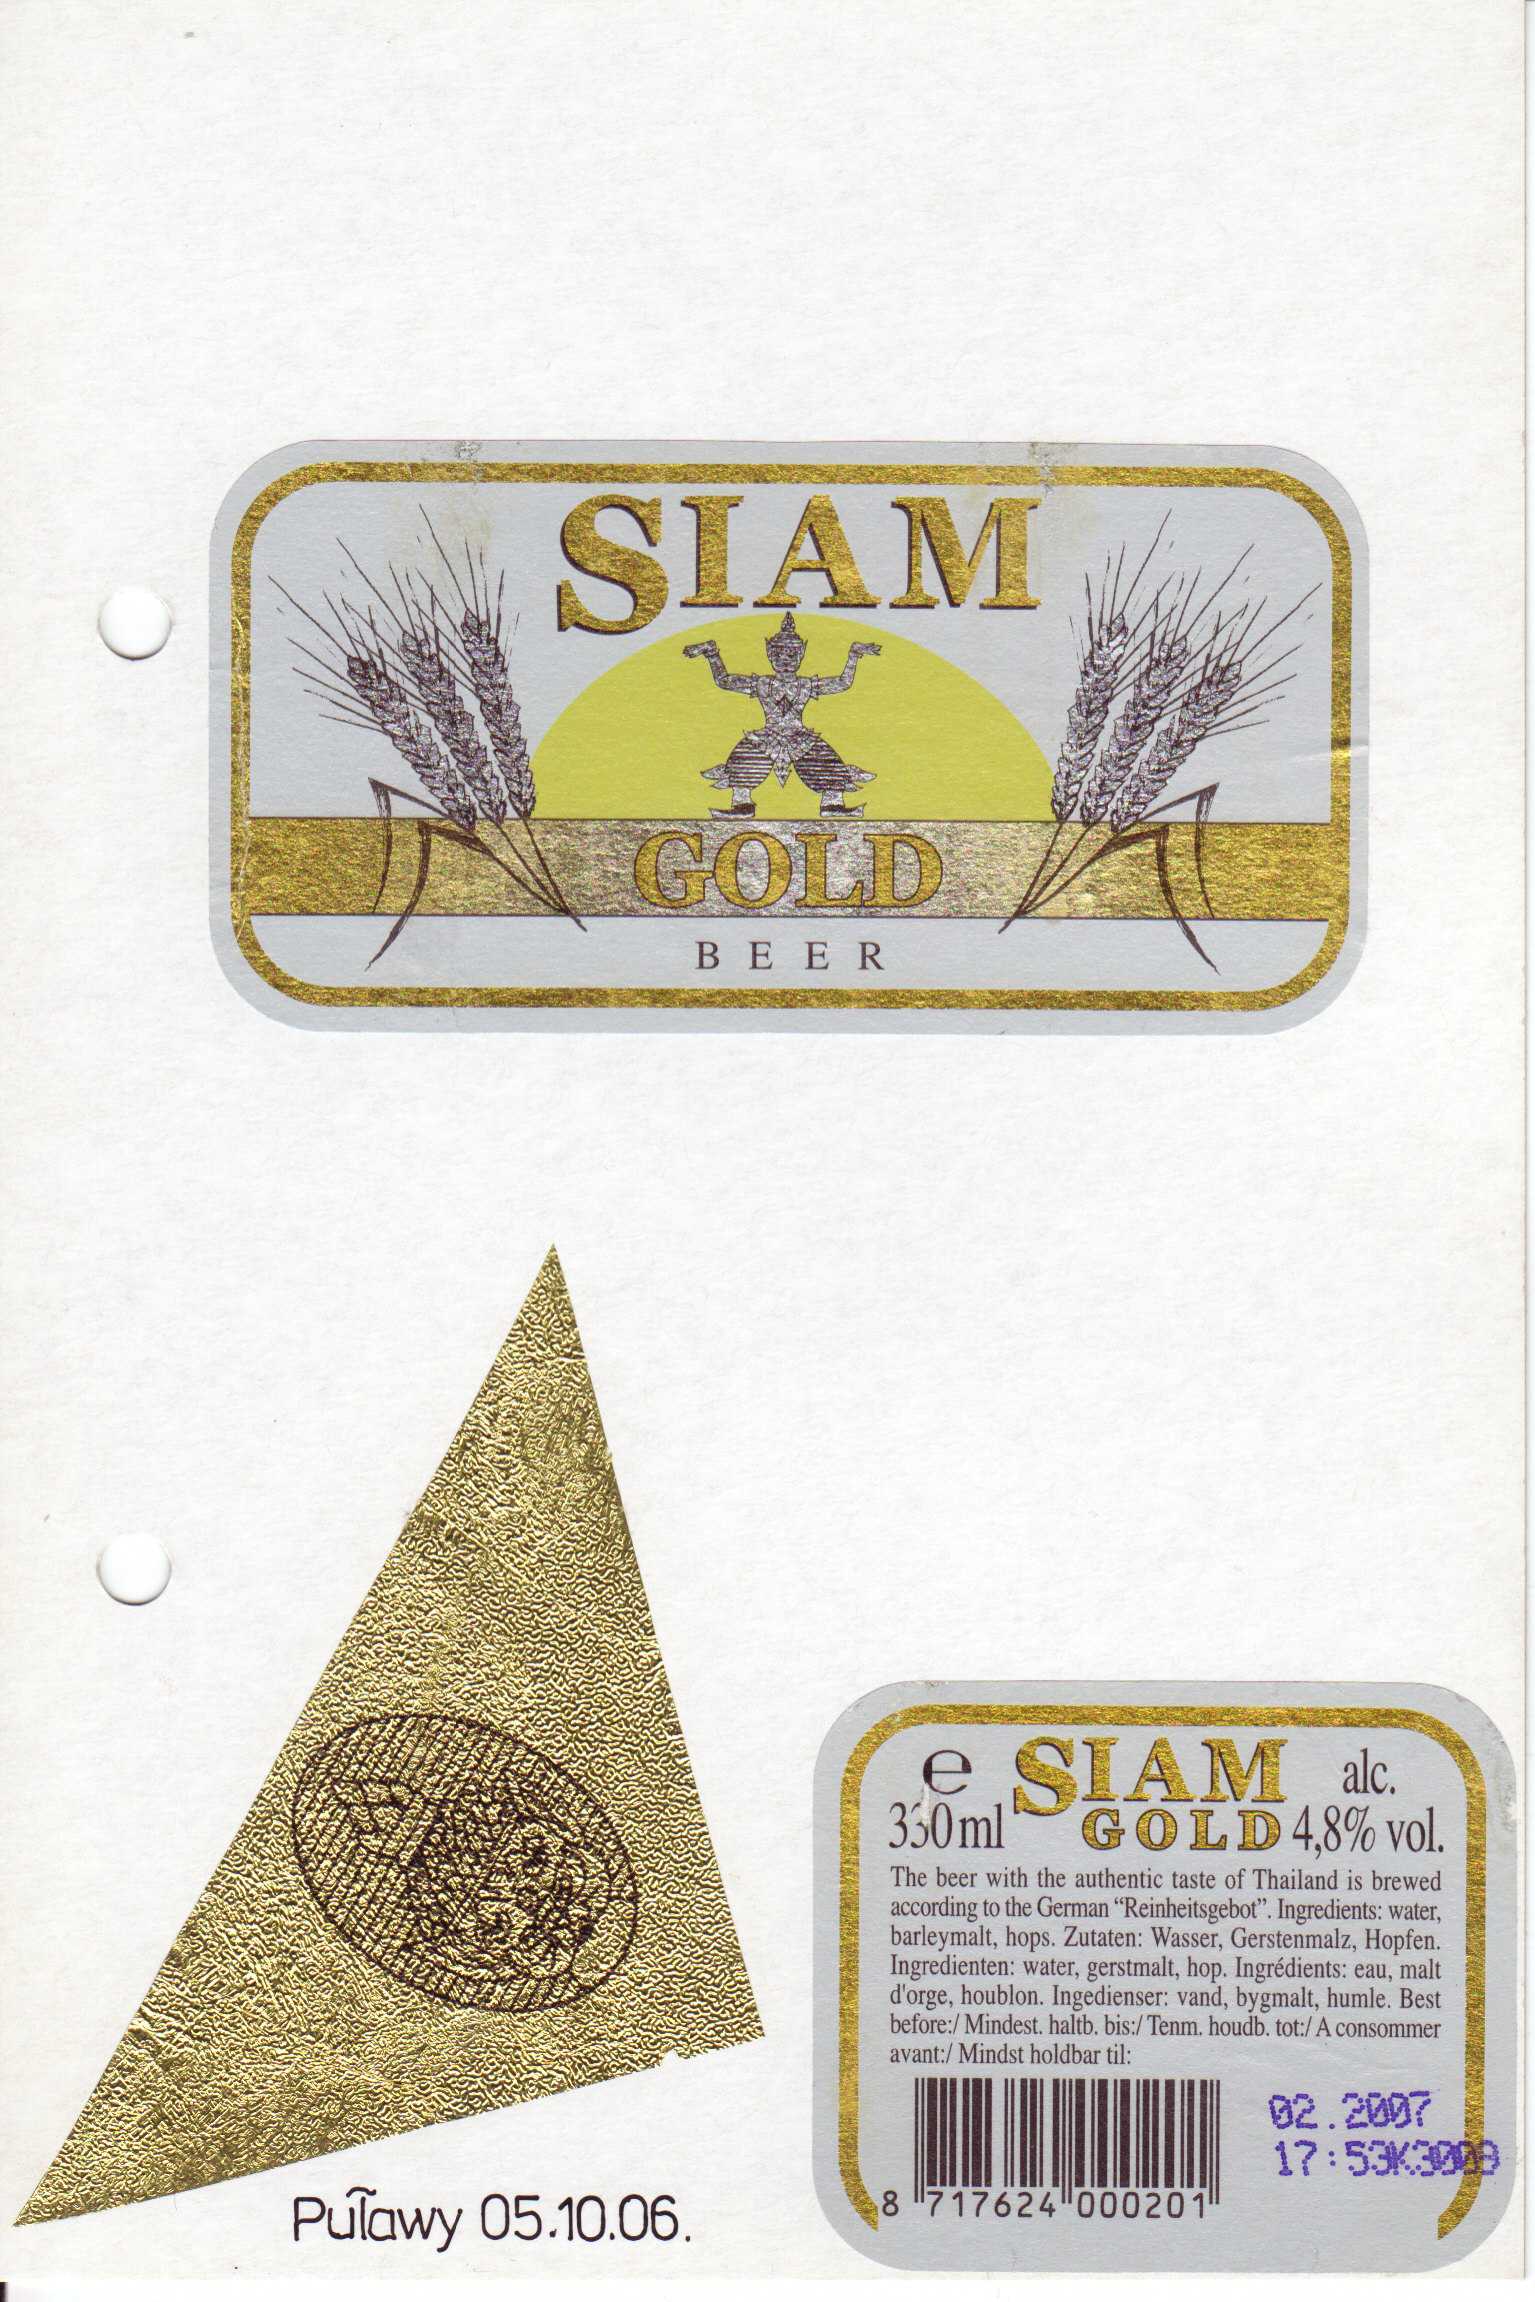 SIAM
GOLD
BEER
e SIAM alc.
330 ml GOLD 4,8% vol.
The beer with the authentic taste of Thailand is brewed
according to the German “Reinheitsgebot”. Ingredients: water,
barleymalt, hops. Zutaten: Wasser, Gerstenmalz, Hopfen.
Ingredienten: water, gerstmalt, hop. Ingrédients: eau, malt
d'orge, houblon. Ingedienser: vand, bygmalt, humle. Best
before:/ Mindest. haltb. bis:/ Tenm. houdb. tot:/ A consommer
avant:/ Mindst holdbar til:
02.2007
8 717624 000201
Puławy 05.10.06.